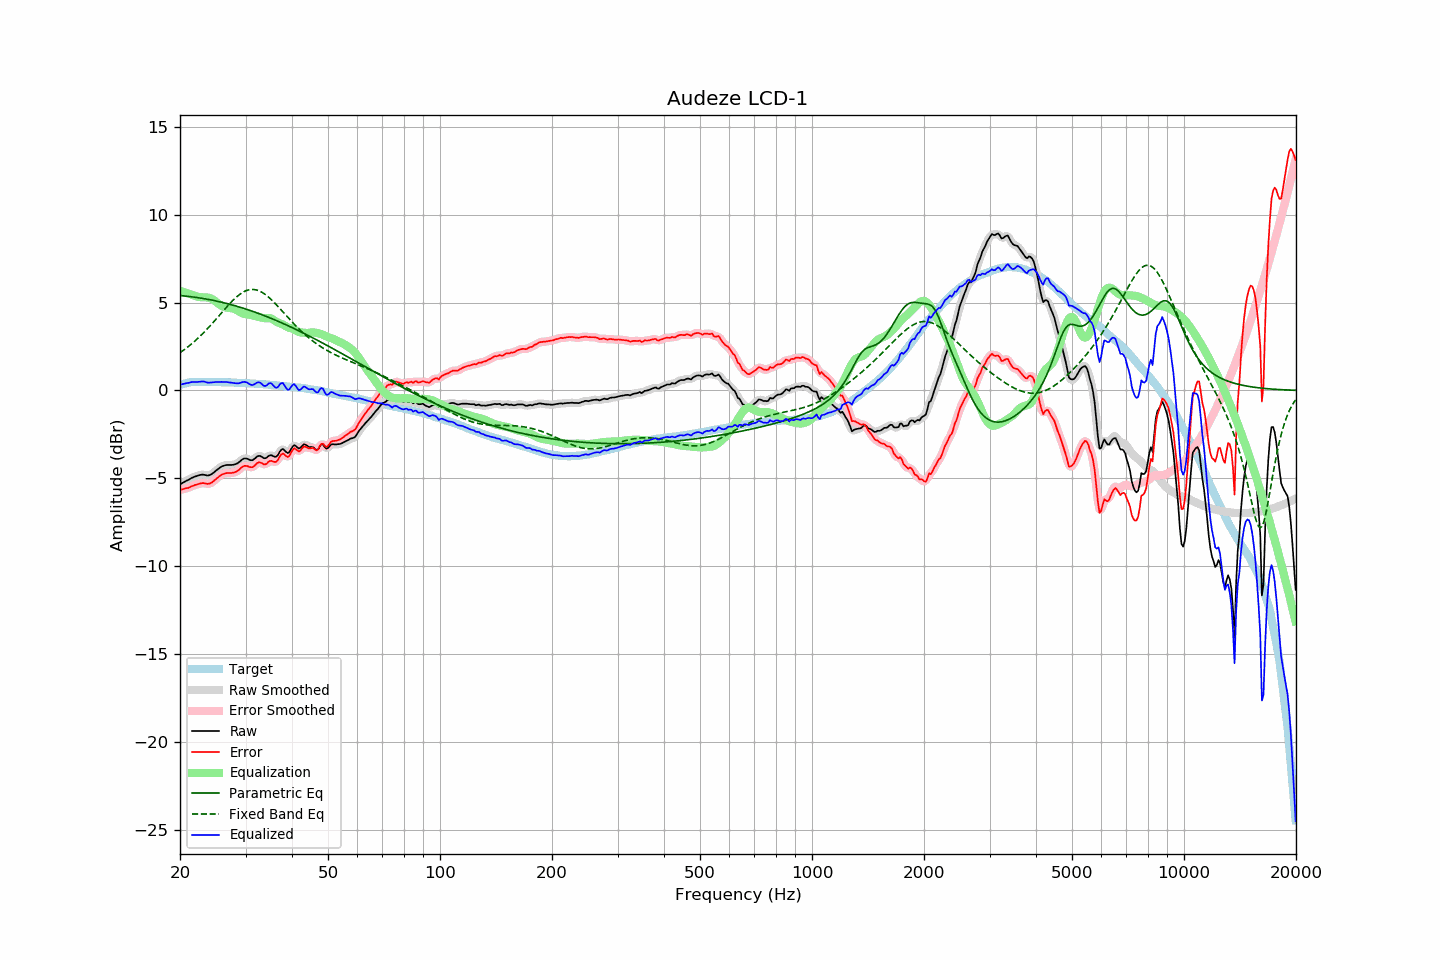 Audeze LCD-1
Amplitude (dBr)
15
10
5
0
−5
−10
−15
−20
−25
Target
Raw Smoothed
Error Smoothed
Raw
Error
Equalization
Parametric Eq
Fixed Band Eq
Equalized
20 50 100 200 500 1000 2000 5000 10000 20000
Frequency (Hz)